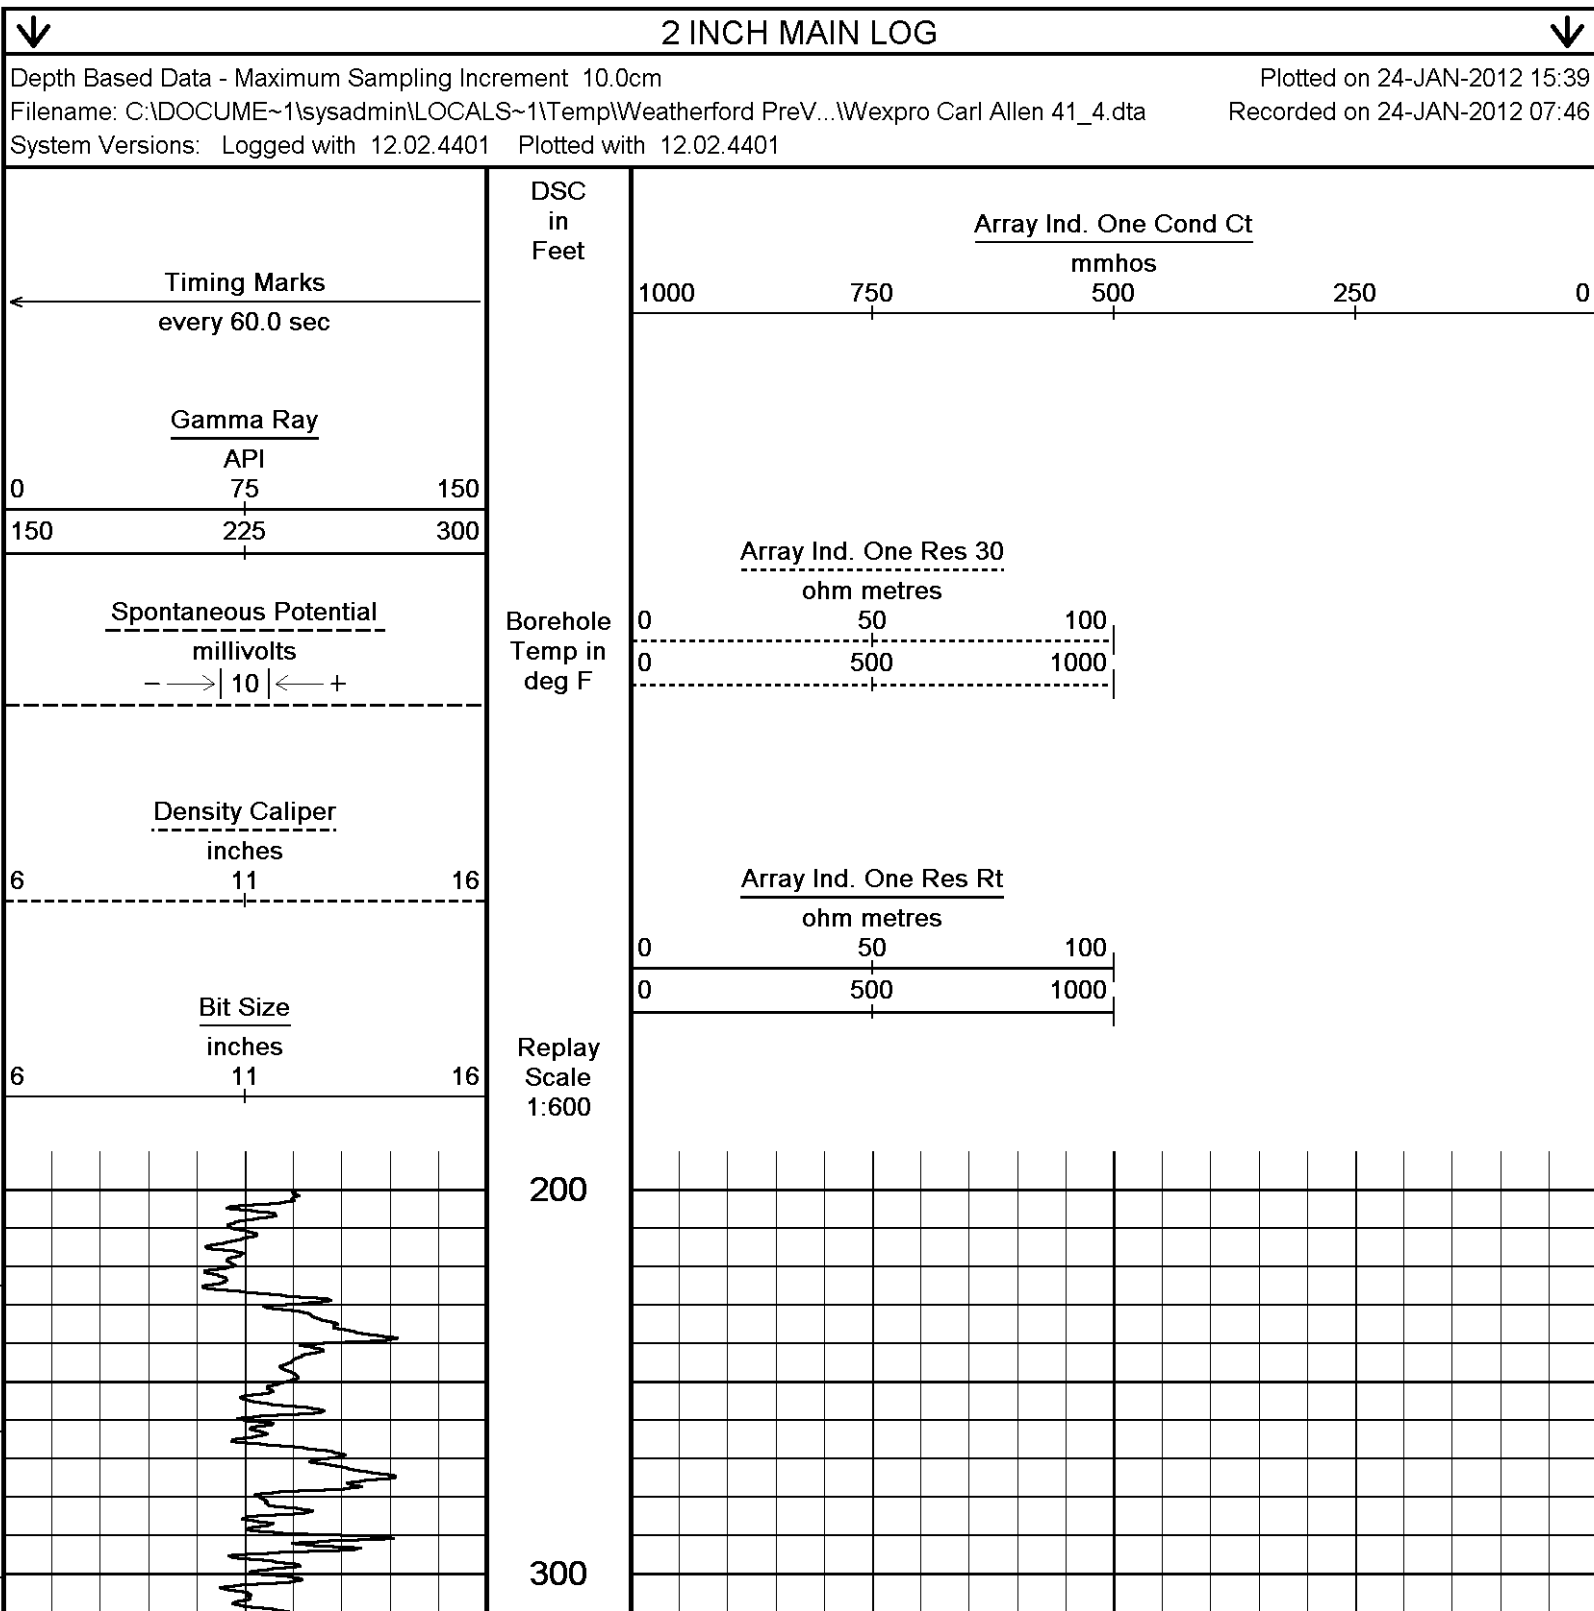 2 INCH MAIN LOG
Depth Based Data - Maximum Sampling Increment 10.0cm
Plotted on 24-JAN-2012 15:39
Filename: C:\DOCUME~1\sysadmin\LOCALS~1\Temp\Weatherford PreV...\Wexpro Carl Allen 41_4.dta
Recorded on 24-JAN-2012 07:46
System Versions: Logged with 12.02.4401 Plotted with 12.02.4401
Timing Marks
every 60.0 sec
Gamma Ray
API
0 75 150
150 225 300
Spontaneous Potential
millivolts
− 10 +
Density Caliper
inches
6 11 16
Bit Size
inches
6 11 16
DSC
in
Feet
Borehole
Temp in
deg F
Replay
Scale
1:600
200
300
Array Ind. One Cond Ct
mmhos
1000 750 500 250 0
Array Ind. One Res 30
ohm metres
0 50 100
0 500 1000
Array Ind. One Res Rt
ohm metres
0 50 100
0 500 1000